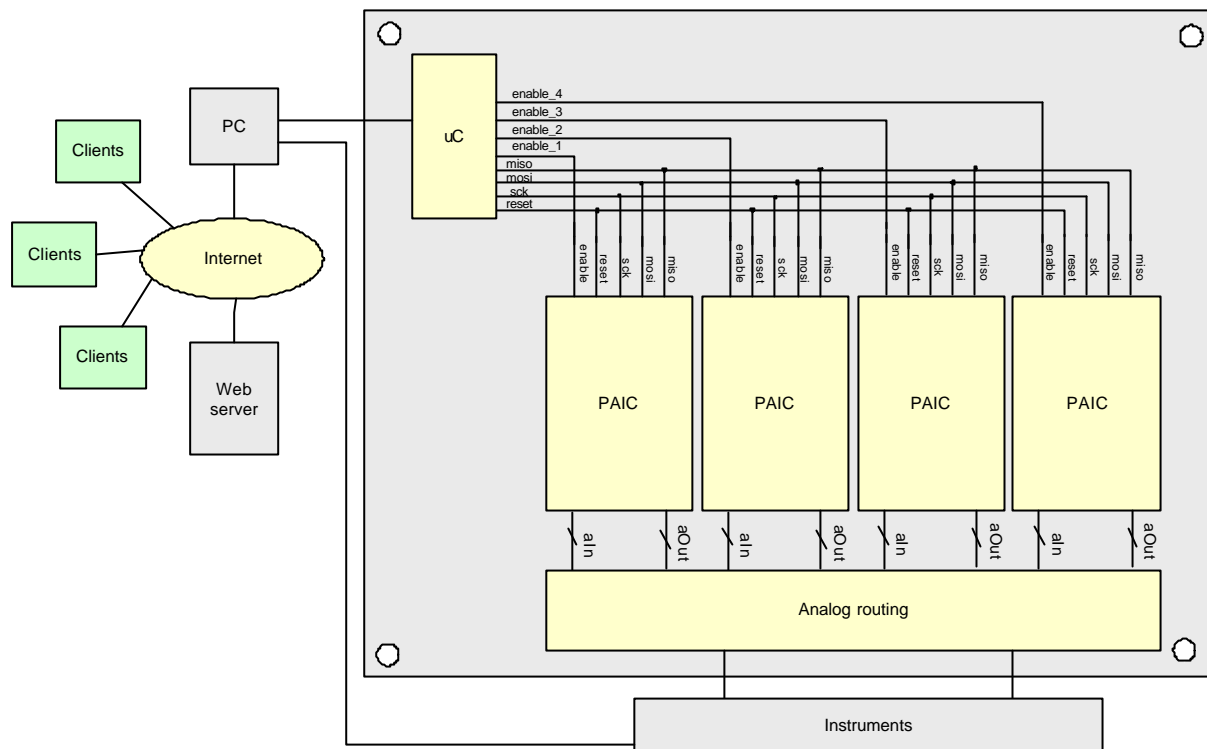 PC
Clients
Clients
Internet
Clients
Web
server
uC
enable_4
enable_3
enable_2
enable_1
miso
mosi
sck
reset
enable
reset
sck
mosi
miso
enable
reset
sck
mosi
miso
enable
reset
sck
mosi
miso
enable
reset
sck
mosi
miso
PAIC
PAIC
PAIC
PAIC
aIn
aOut
aIn
aOut
aIn
aOut
aIn
aOut
Analog routing
Instruments